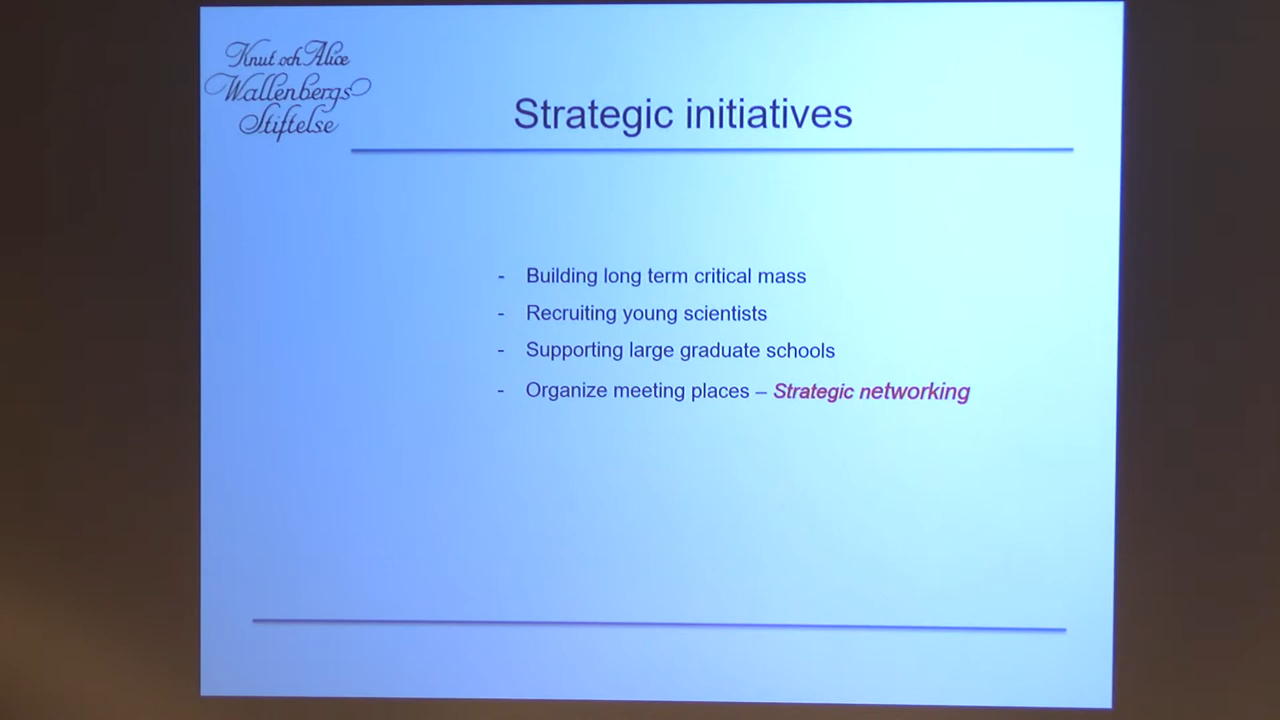 Knut och Alice
Wallenbergs
Stiftelse
Strategic initiatives
- Building long term critical mass
- Recruiting young scientists
- Supporting large graduate schools
- Organize meeting places – Strategic networking